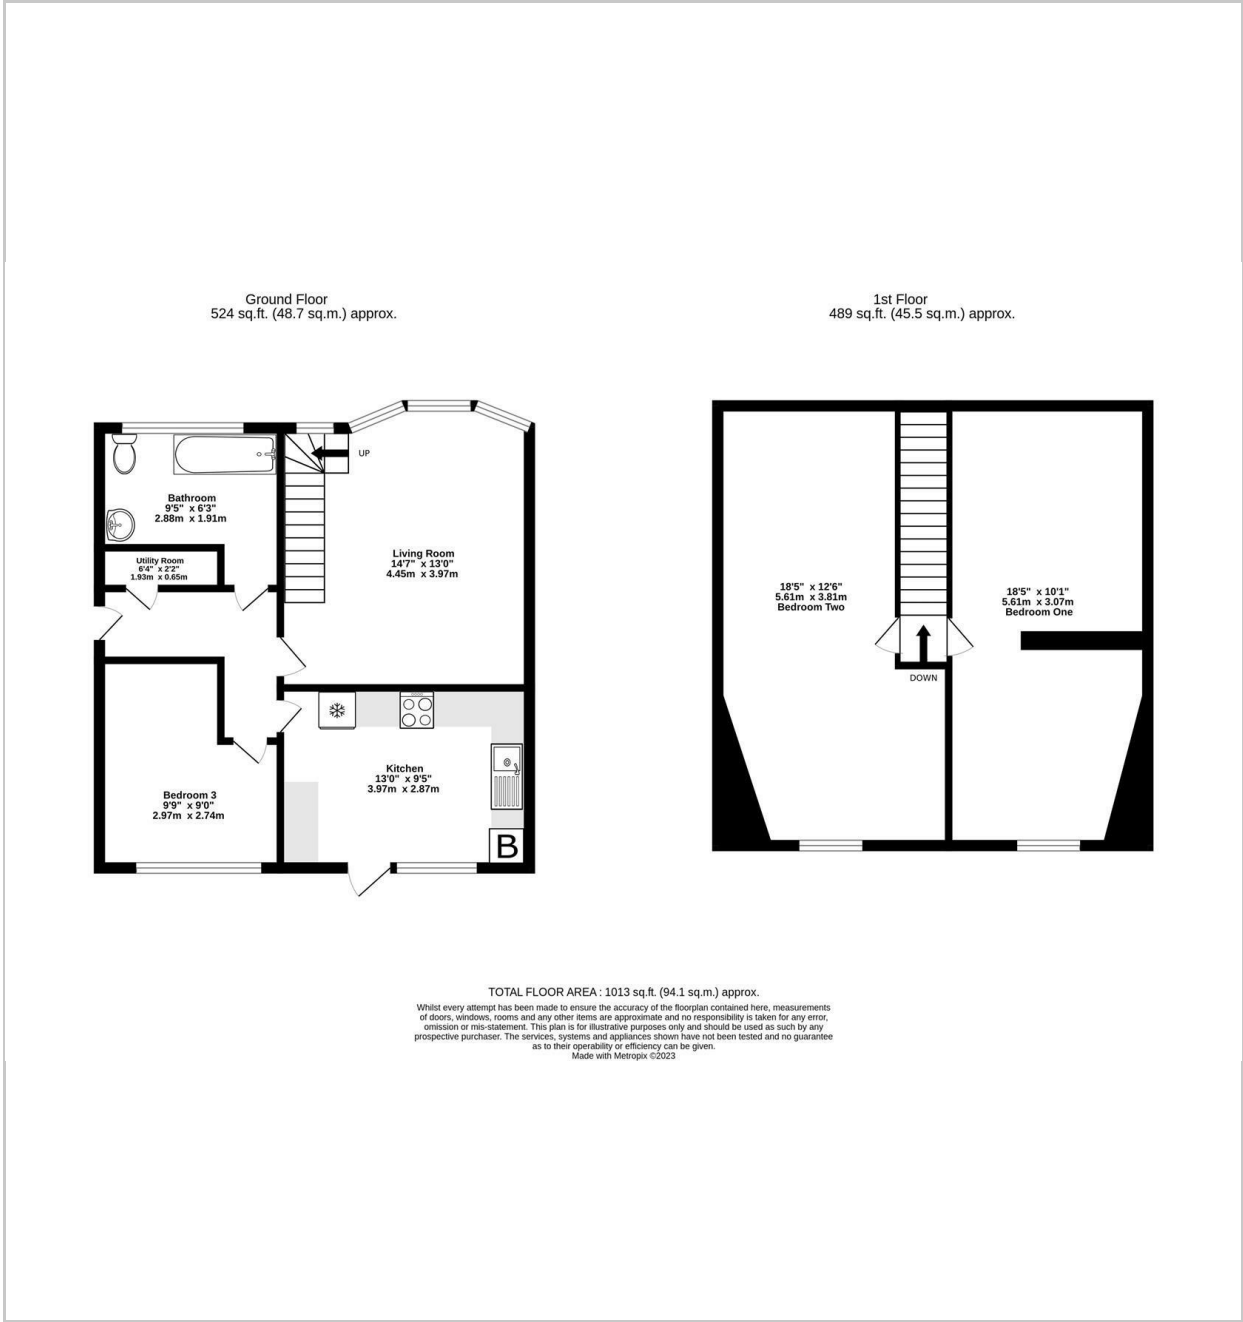 Ground Floor
524 sq.ft. (48.7 sq.m.) approx.
1st Floor
489 sq.ft. (45.5 sq.m.) approx.
UP
Bathroom
9'5" x 6'3"
2.88m x 1.91m
Utility Room
6'4" x 2'2"
1.93m x 0.65m
Living Room
14'7" x 13'0"
4.45m x 3.97m
Kitchen
13'0" x 9'5"
3.97m x 2.87m
Bedroom 3
9'9" x 9'0"
2.97m x 2.74m
B
18'5" x 12'6"
5.61m x 3.81m
Bedroom Two
18'5" x 10'1"
5.61m x 3.07m
Bedroom One
DOWN
TOTAL FLOOR AREA : 1013 sq.ft. (94.1 sq.m.) approx.
Whilst every attempt has been made to ensure the accuracy of the floorplan contained here, measurements
of doors, windows, rooms and any other items are approximate and no responsibility is taken for any error,
omission or mis-statement. This plan is for illustrative purposes only and should be used as such by any
prospective purchaser. The services, systems and appliances shown have not been tested and no guarantee
as to their operability or efficiency can be given.
Made with Metropix ©2023